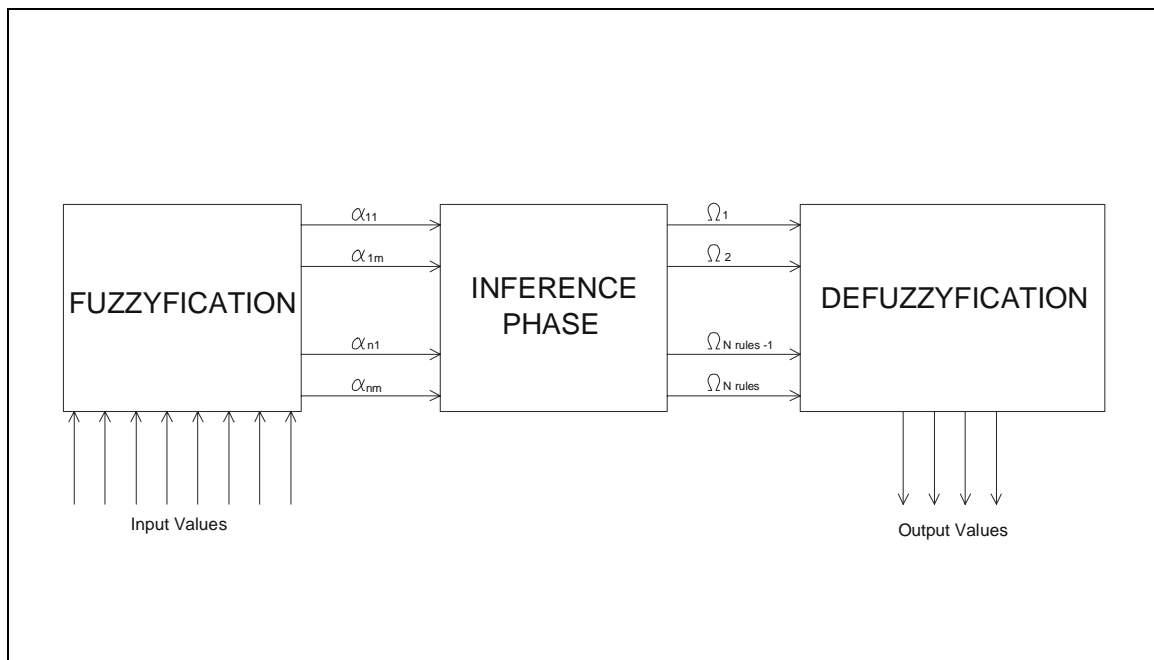 FUZZYFICATION
α11
α1m
αn1
αnm
INFERENCE
PHASE
Ω1
Ω2
ΩN rules -1
ΩN rules
DEFUZZYFICATION
Input Values
Output Values